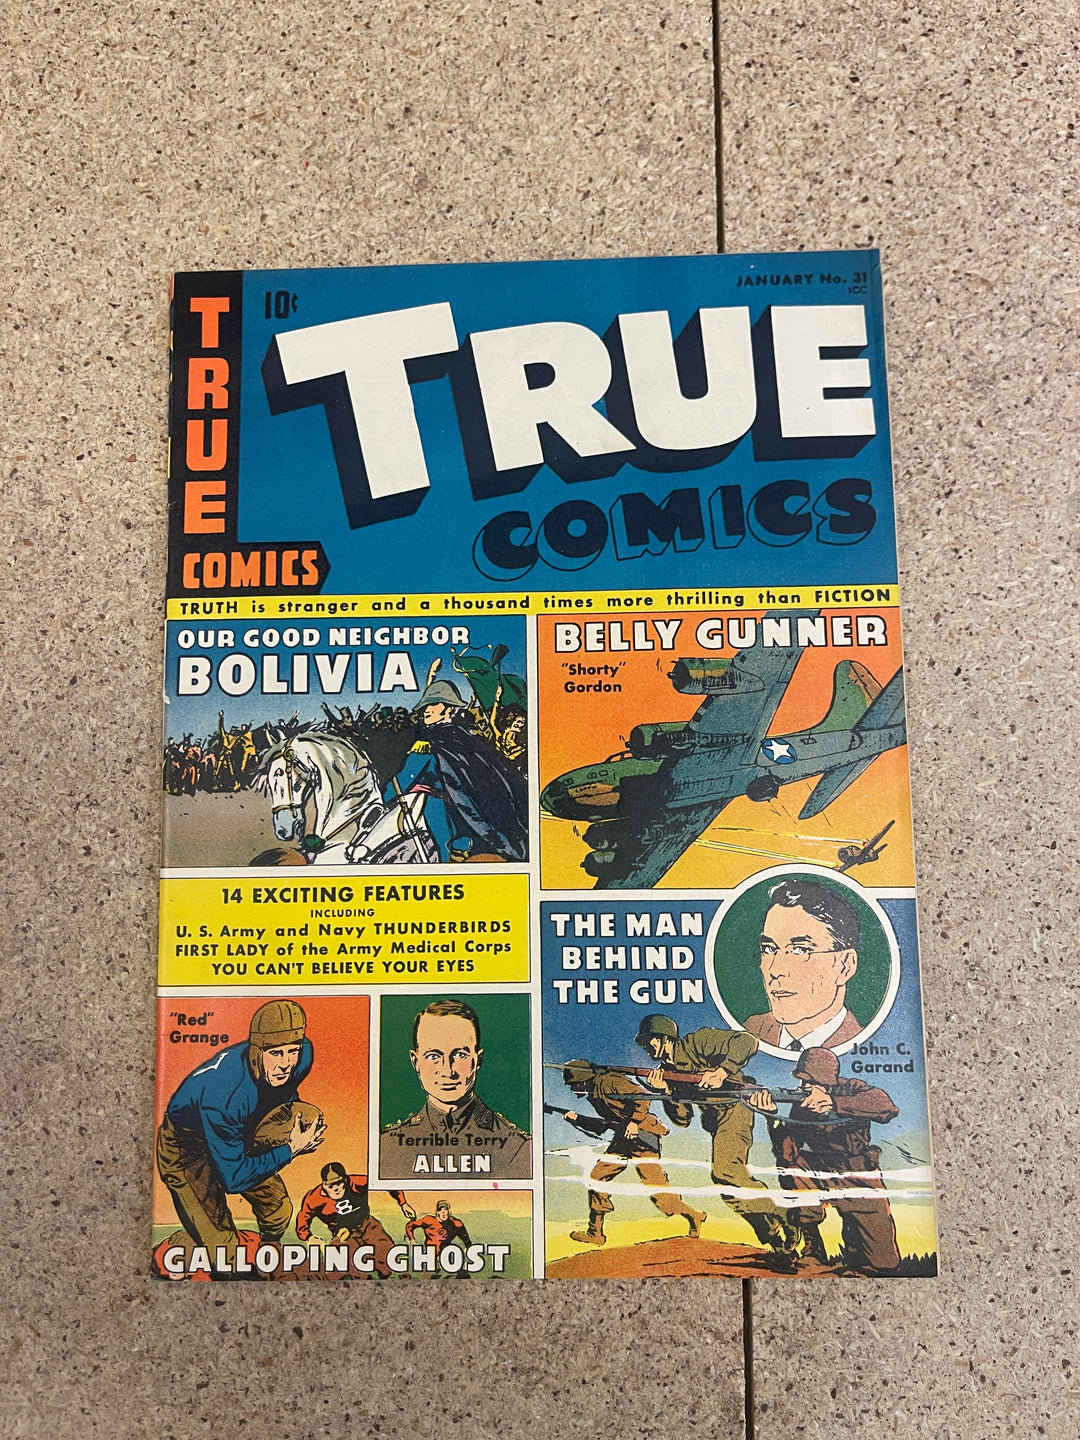 TRUE
COMICS
10¢
JANUARY No. 31
ICC
TRUE
COMICS
TRUTH is stranger and a thousand times more thrilling than FICTION
OUR GOOD NEIGHBOR
BOLIVIA
BELLY GUNNER
"Shorty"
Gordon
14 EXCITING FEATURES
INCLUDING
U. S. Army and Navy THUNDERBIRDS
FIRST LADY of the Army Medical Corps
YOU CAN'T BELIEVE YOUR EYES
THE MAN
BEHIND
THE GUN
John C.
Garand
"Red"
Grange
"Terrible Terry"
ALLEN
8
GALLOPING GHOST